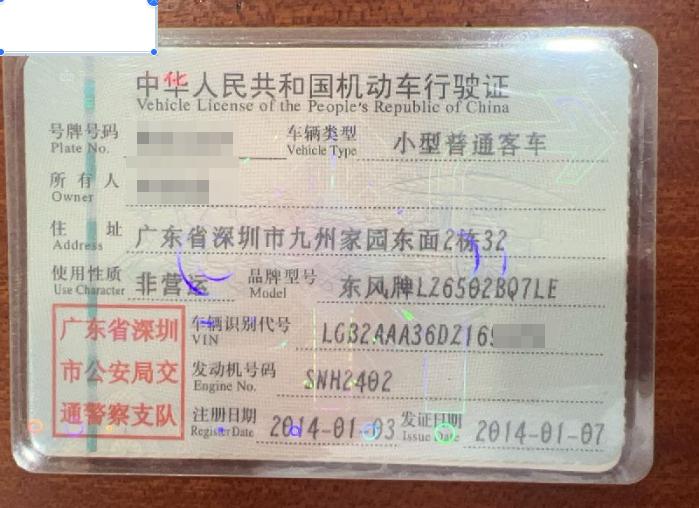 中华人民共和国机动车行驶证
Vehicle License of the People's Republic of China
号牌号码 车辆类型 小型普通客车
Plate No. Vehicle Type
所有人
Owner
住址 广东省深圳市九州家园东面2栋32
Address
使用性质 非营运 品牌型号 东风牌LZ6502BQ7LE
Use Character Model
广东省深圳
市公安局交
通警察支队
车辆识别代号 LGB2AAA36DZ169
VIN
发动机号码 SNH2402
Engine No.
注册日期 2014-01-03 发证日期 2014-01-07
Register Date Issue Date